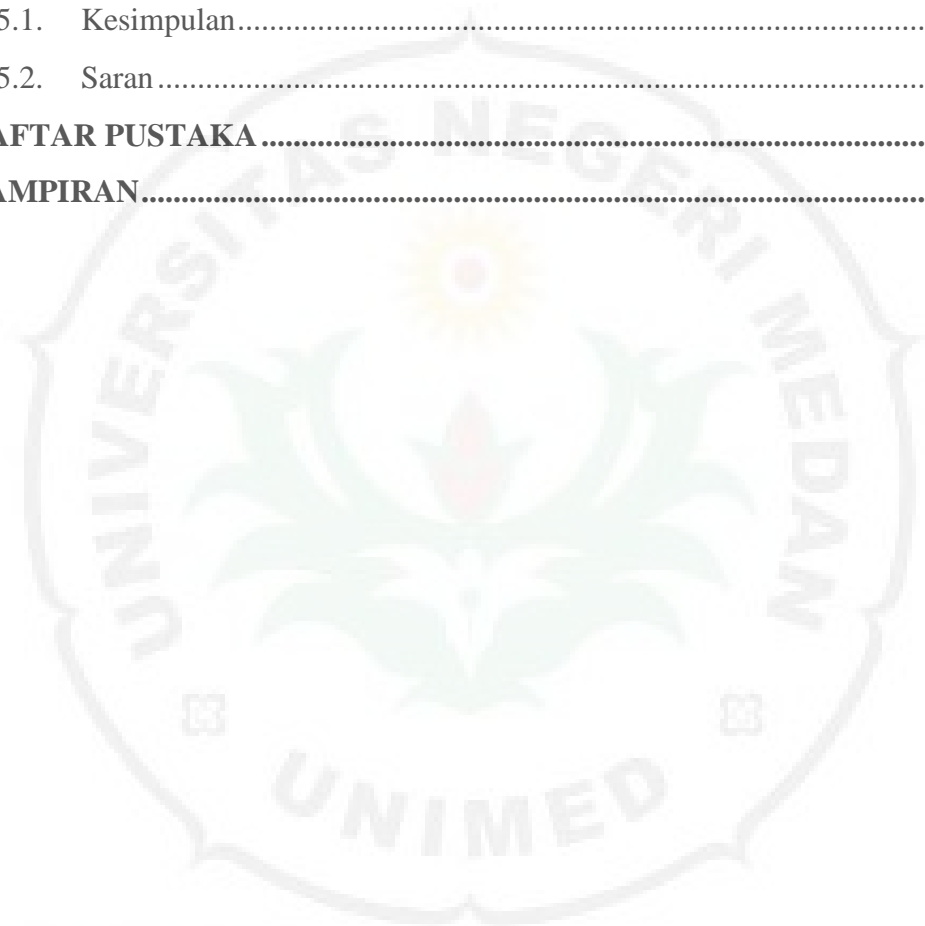 5.1. Kesimpulan........................................................................
5.2. Saran........................................................................
AFTAR PUSTAKA........................................................................
AMPIRAN........................................................................
UNIVERSITAS NEGERI MEDAN
UNIMED